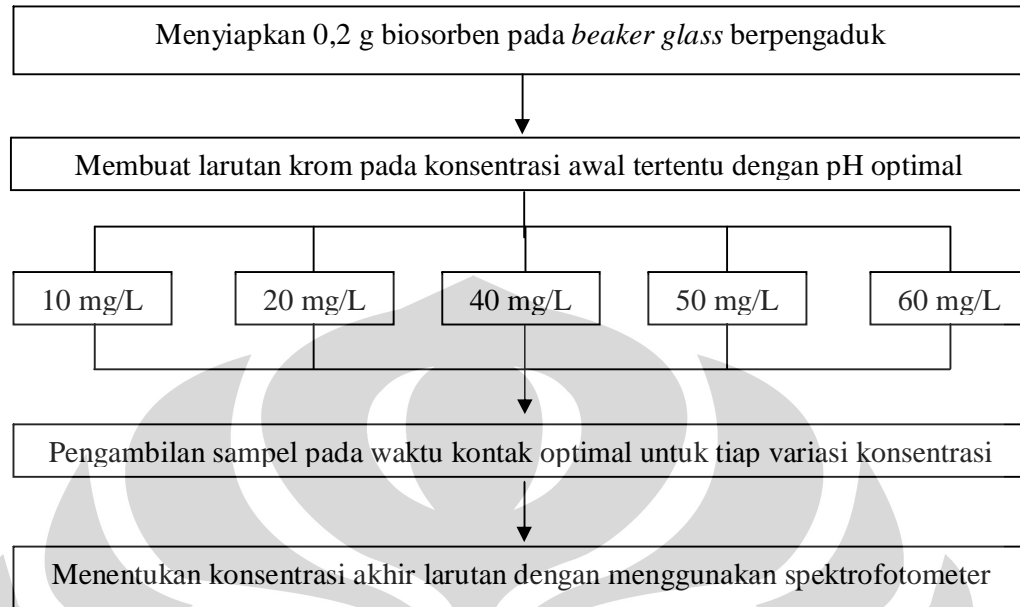 Menyiapkan 0,2 g biosorben pada beaker glass berpengaduk
Membuat larutan krom pada konsentrasi awal tertentu dengan pH optimal
10 mg/L
20 mg/L
40 mg/L
50 mg/L
60 mg/L
Pengambilan sampel pada waktu kontak optimal untuk tiap variasi konsentrasi
Menentukan konsentrasi akhir larutan dengan menggunakan spektrofotometer